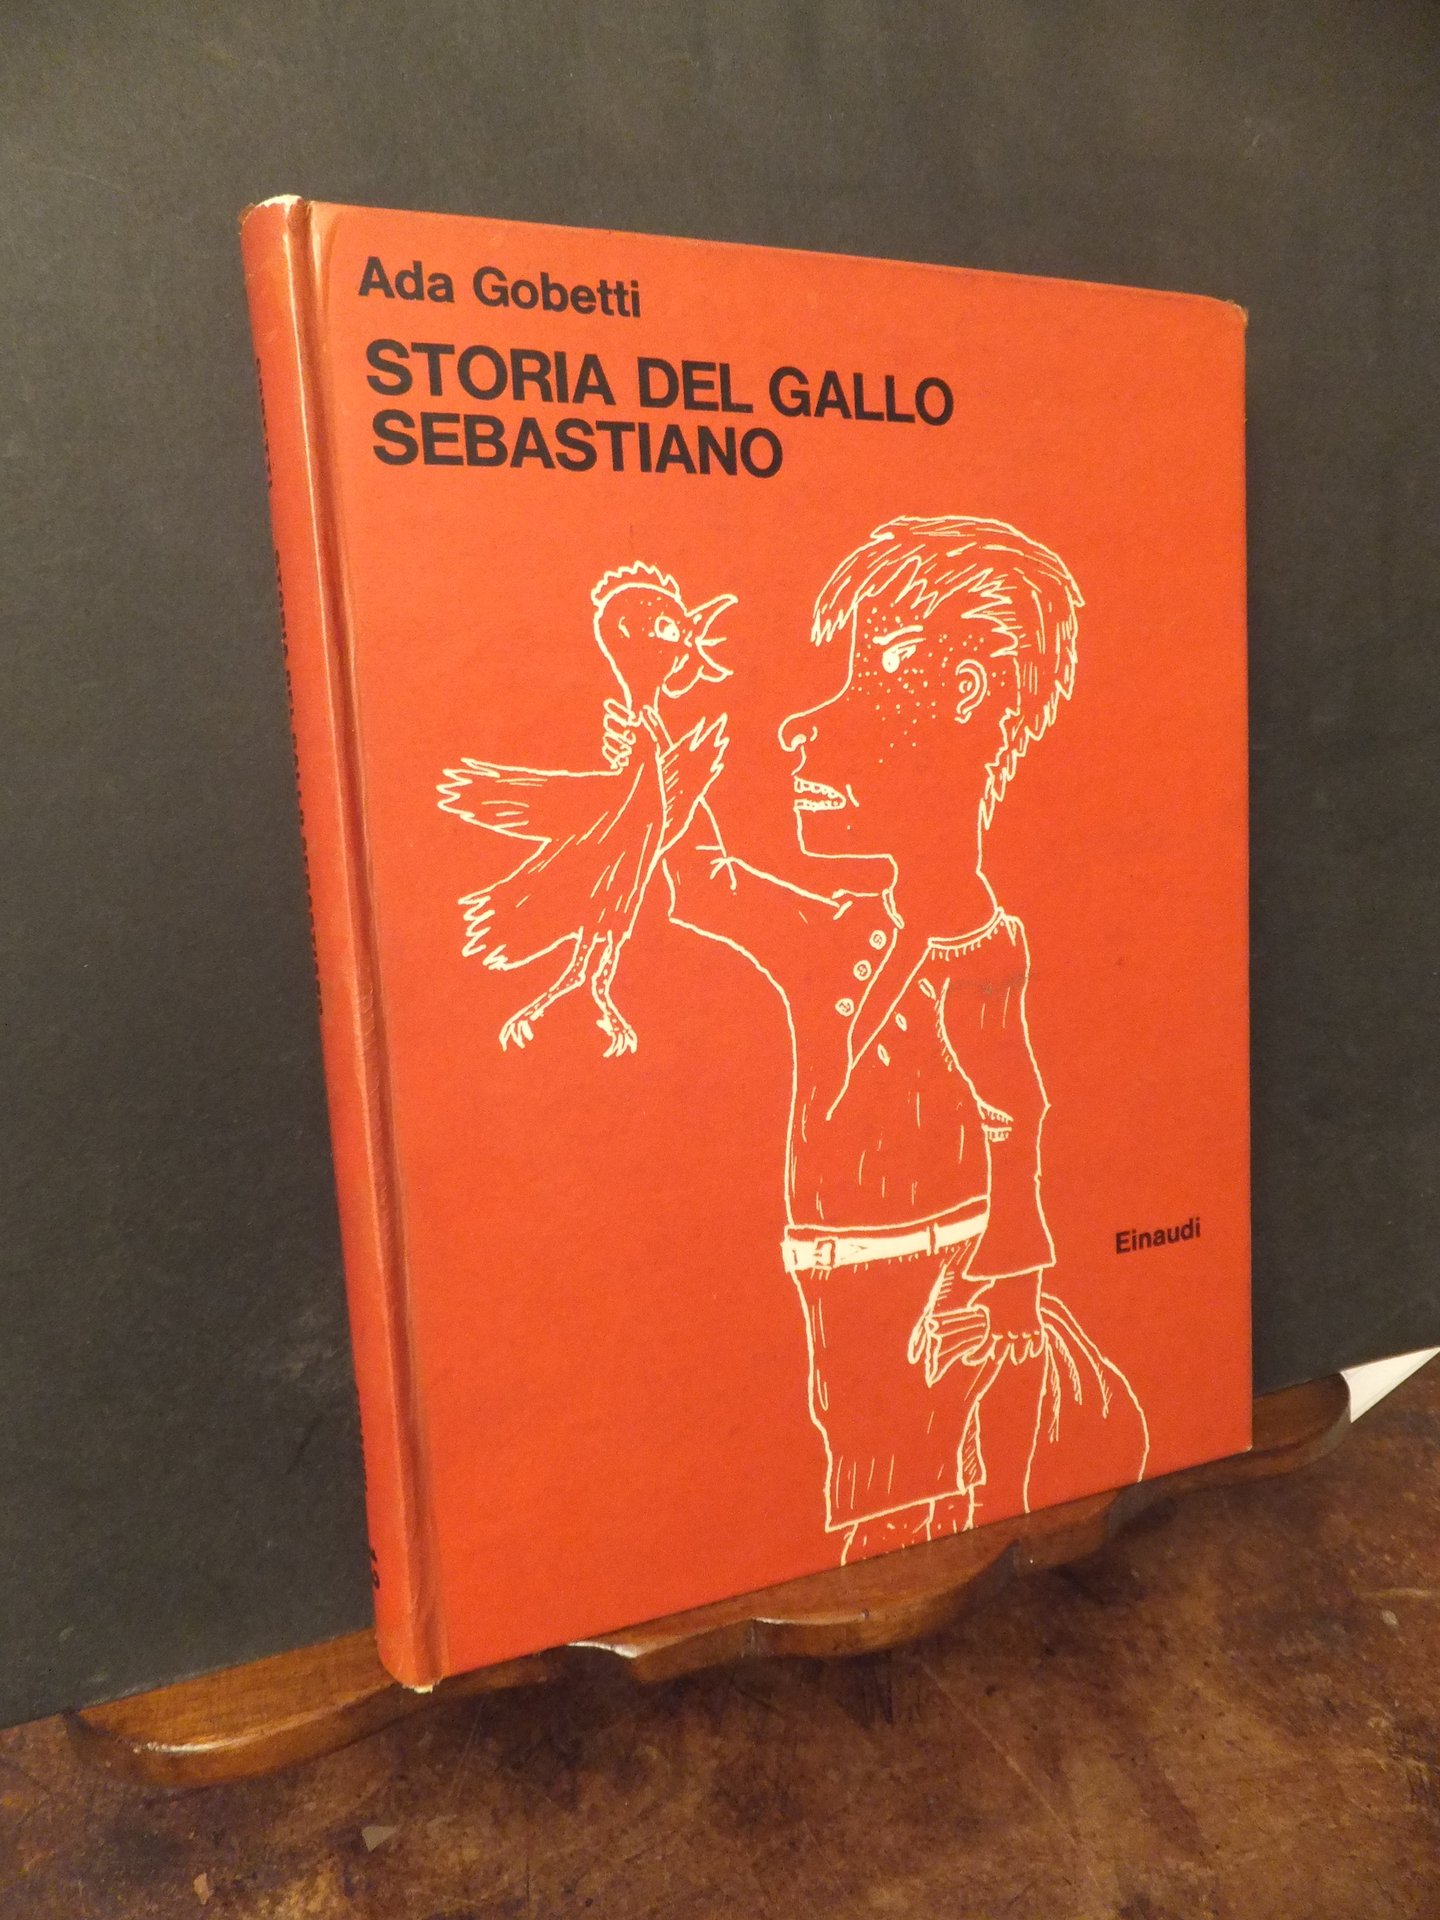 Ada Gobetti
STORIA DEL GALLO
SEBASTIANO
Einaudi